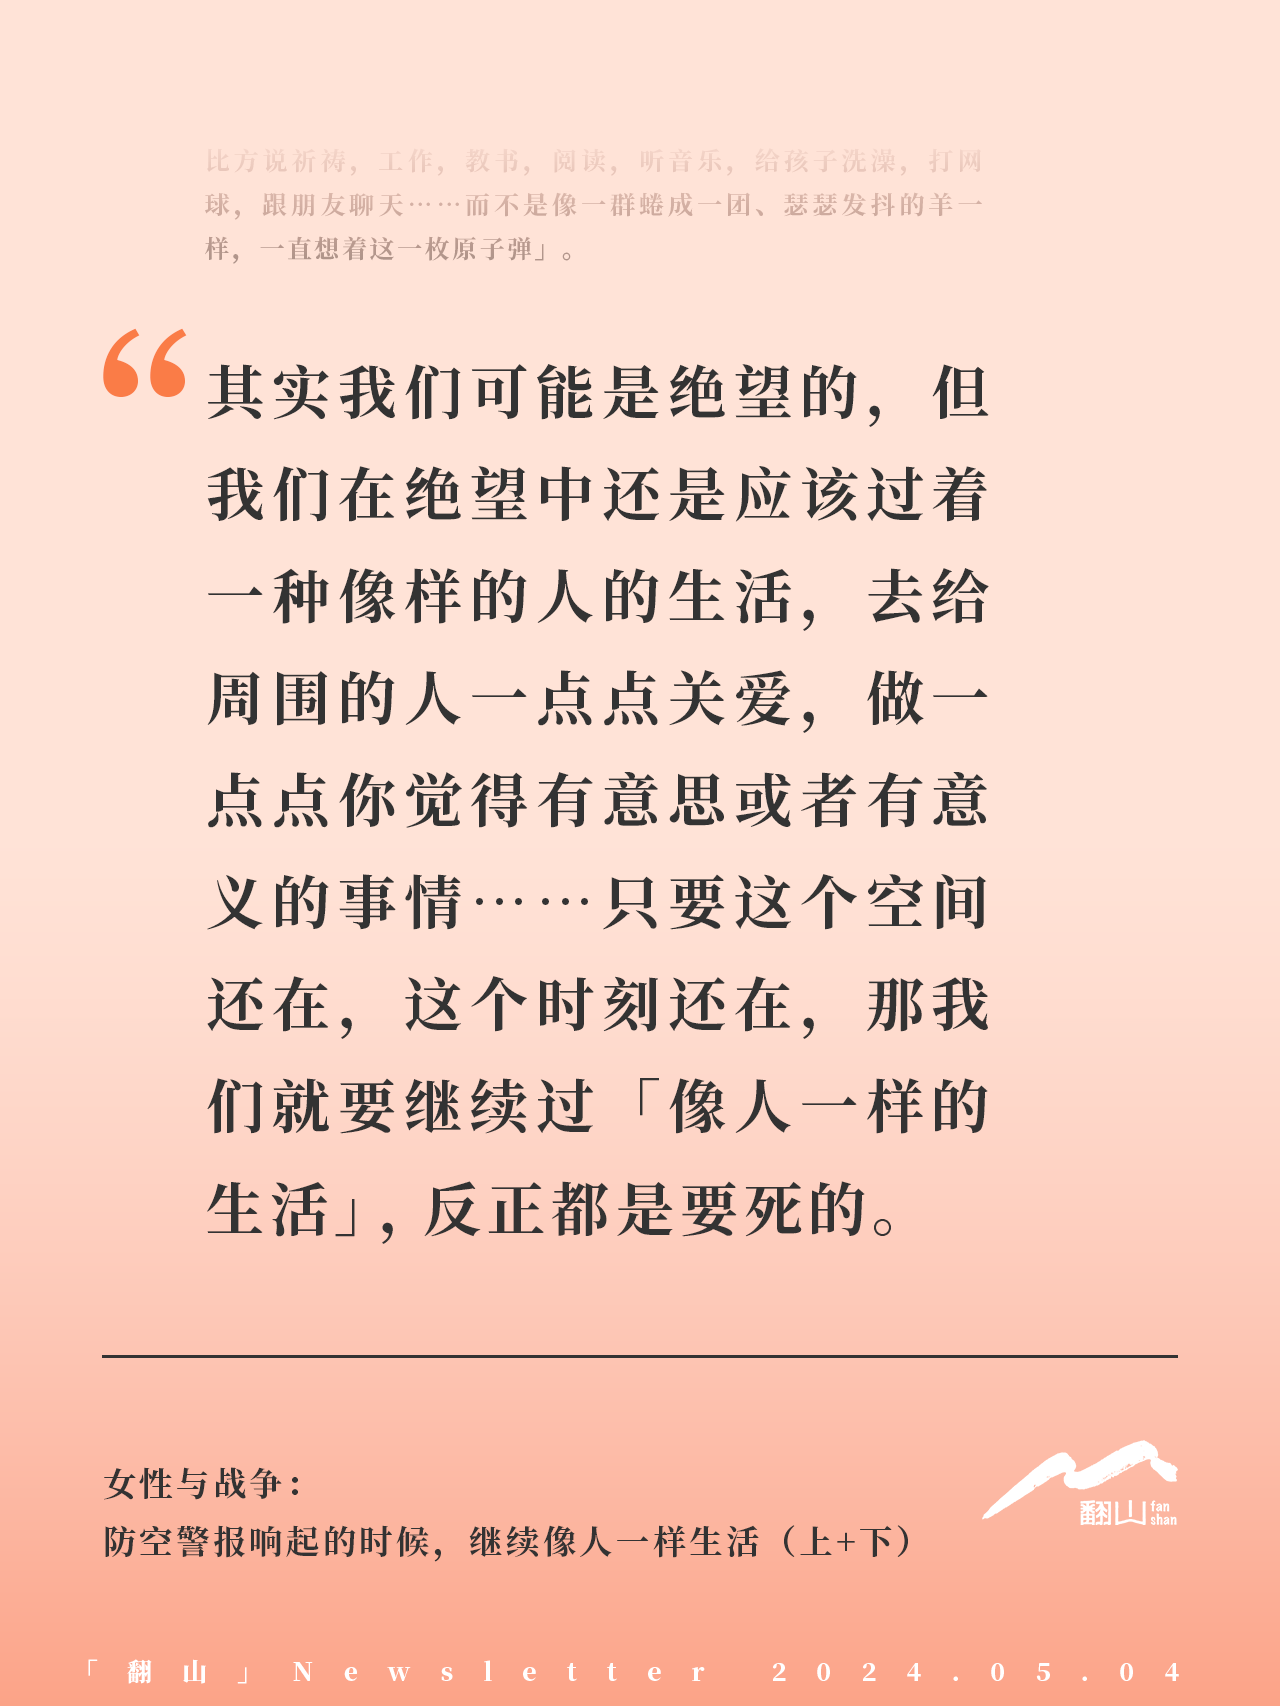 比方说祈祷，工作，教书，阅读，听音乐，给孩子洗澡，打网
球，跟朋友聊天……而不是像一群蜷成一团、瑟瑟发抖的羊一
样，一直想着这一枚原子弹」。
“其实我们可能是绝望的，但
我们在绝望中还是应该过着
一种像样的人的生活，去给
周围的人一点点关爱，做一
点点你觉得有意思或者有意
义的事情……只要这个空间
还在，这个时刻还在，那我
们就要继续过「像人一样的
生活」，反正都是要死的。
女性与战争：
防空警报响起的时候，继续像人一样生活（上+下）
翻山 fan shan
「翻山」Newsletter 2024.05.04